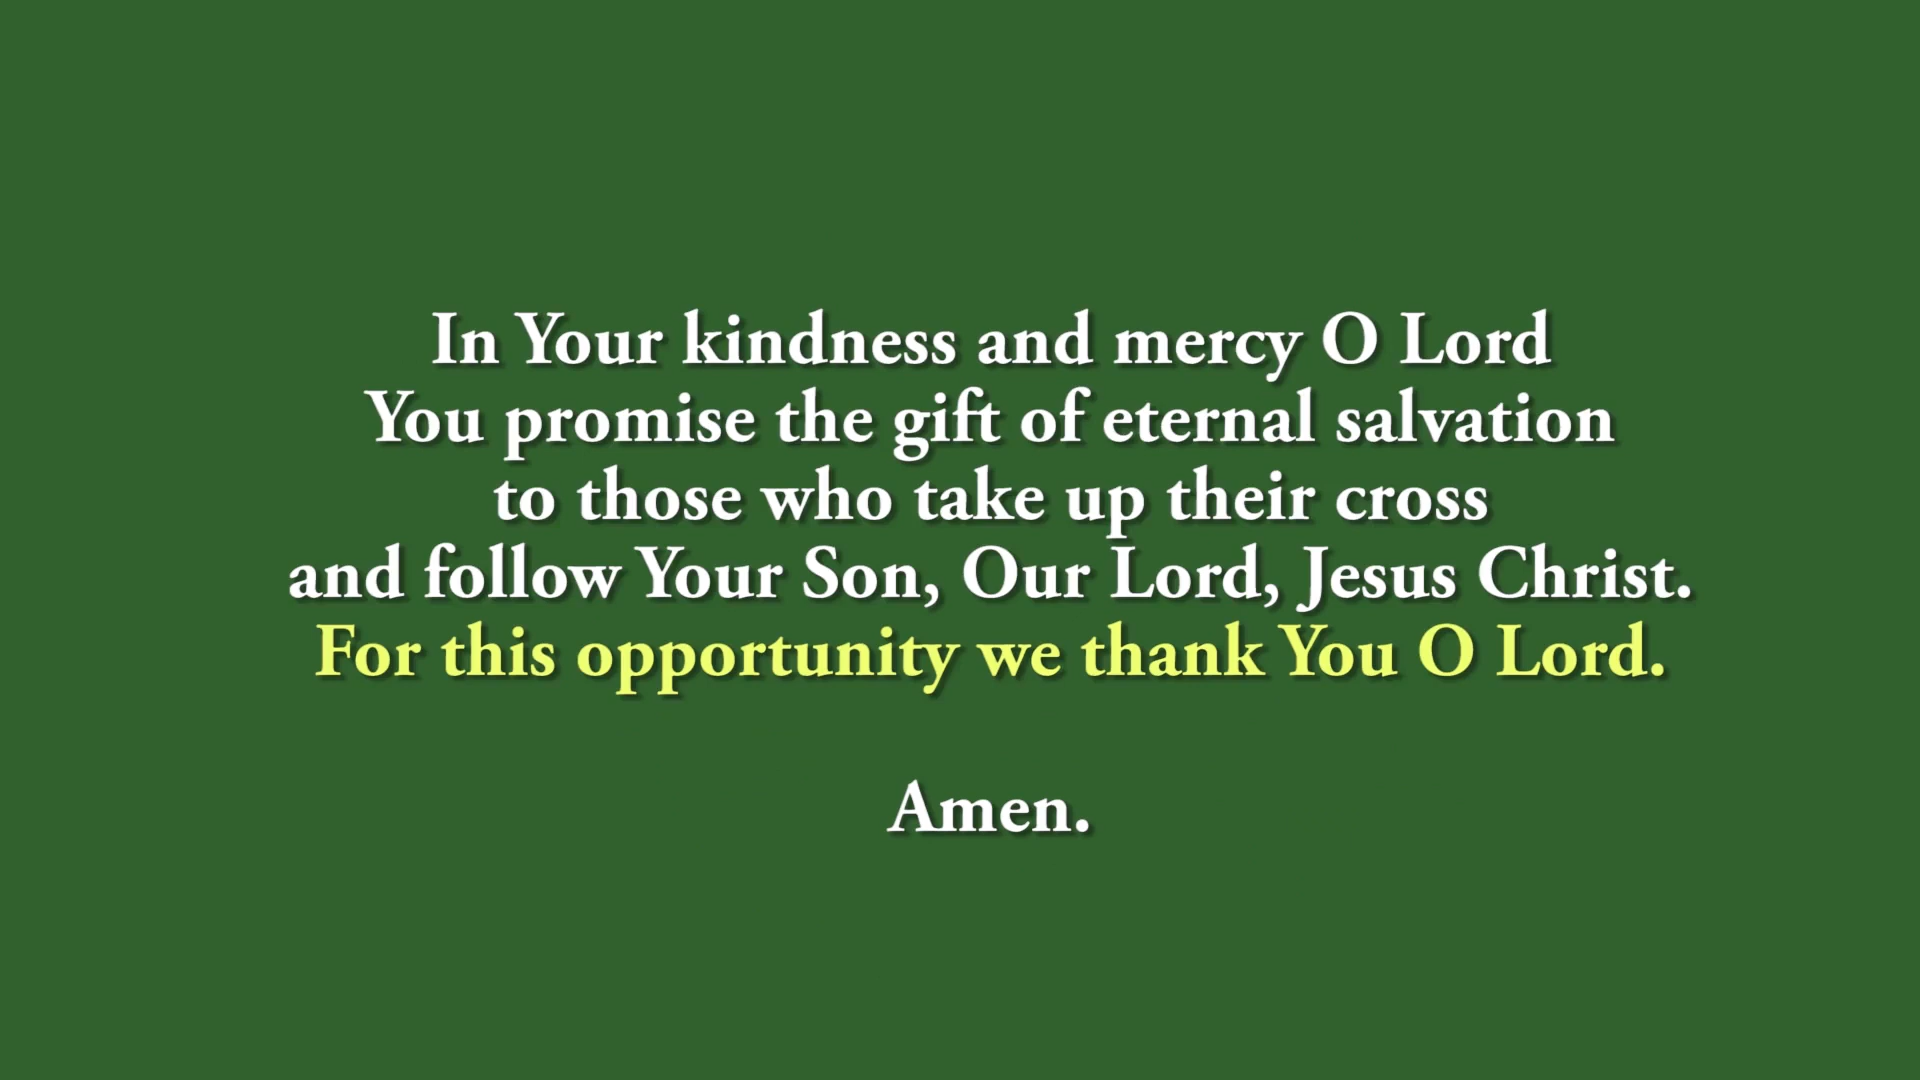 In Your kindness and mercy O Lord
You promise the gift of eternal salvation
to those who take up their cross
and follow Your Son, Our Lord, Jesus Christ.
For this opportunity we thank You O Lord.
Amen.